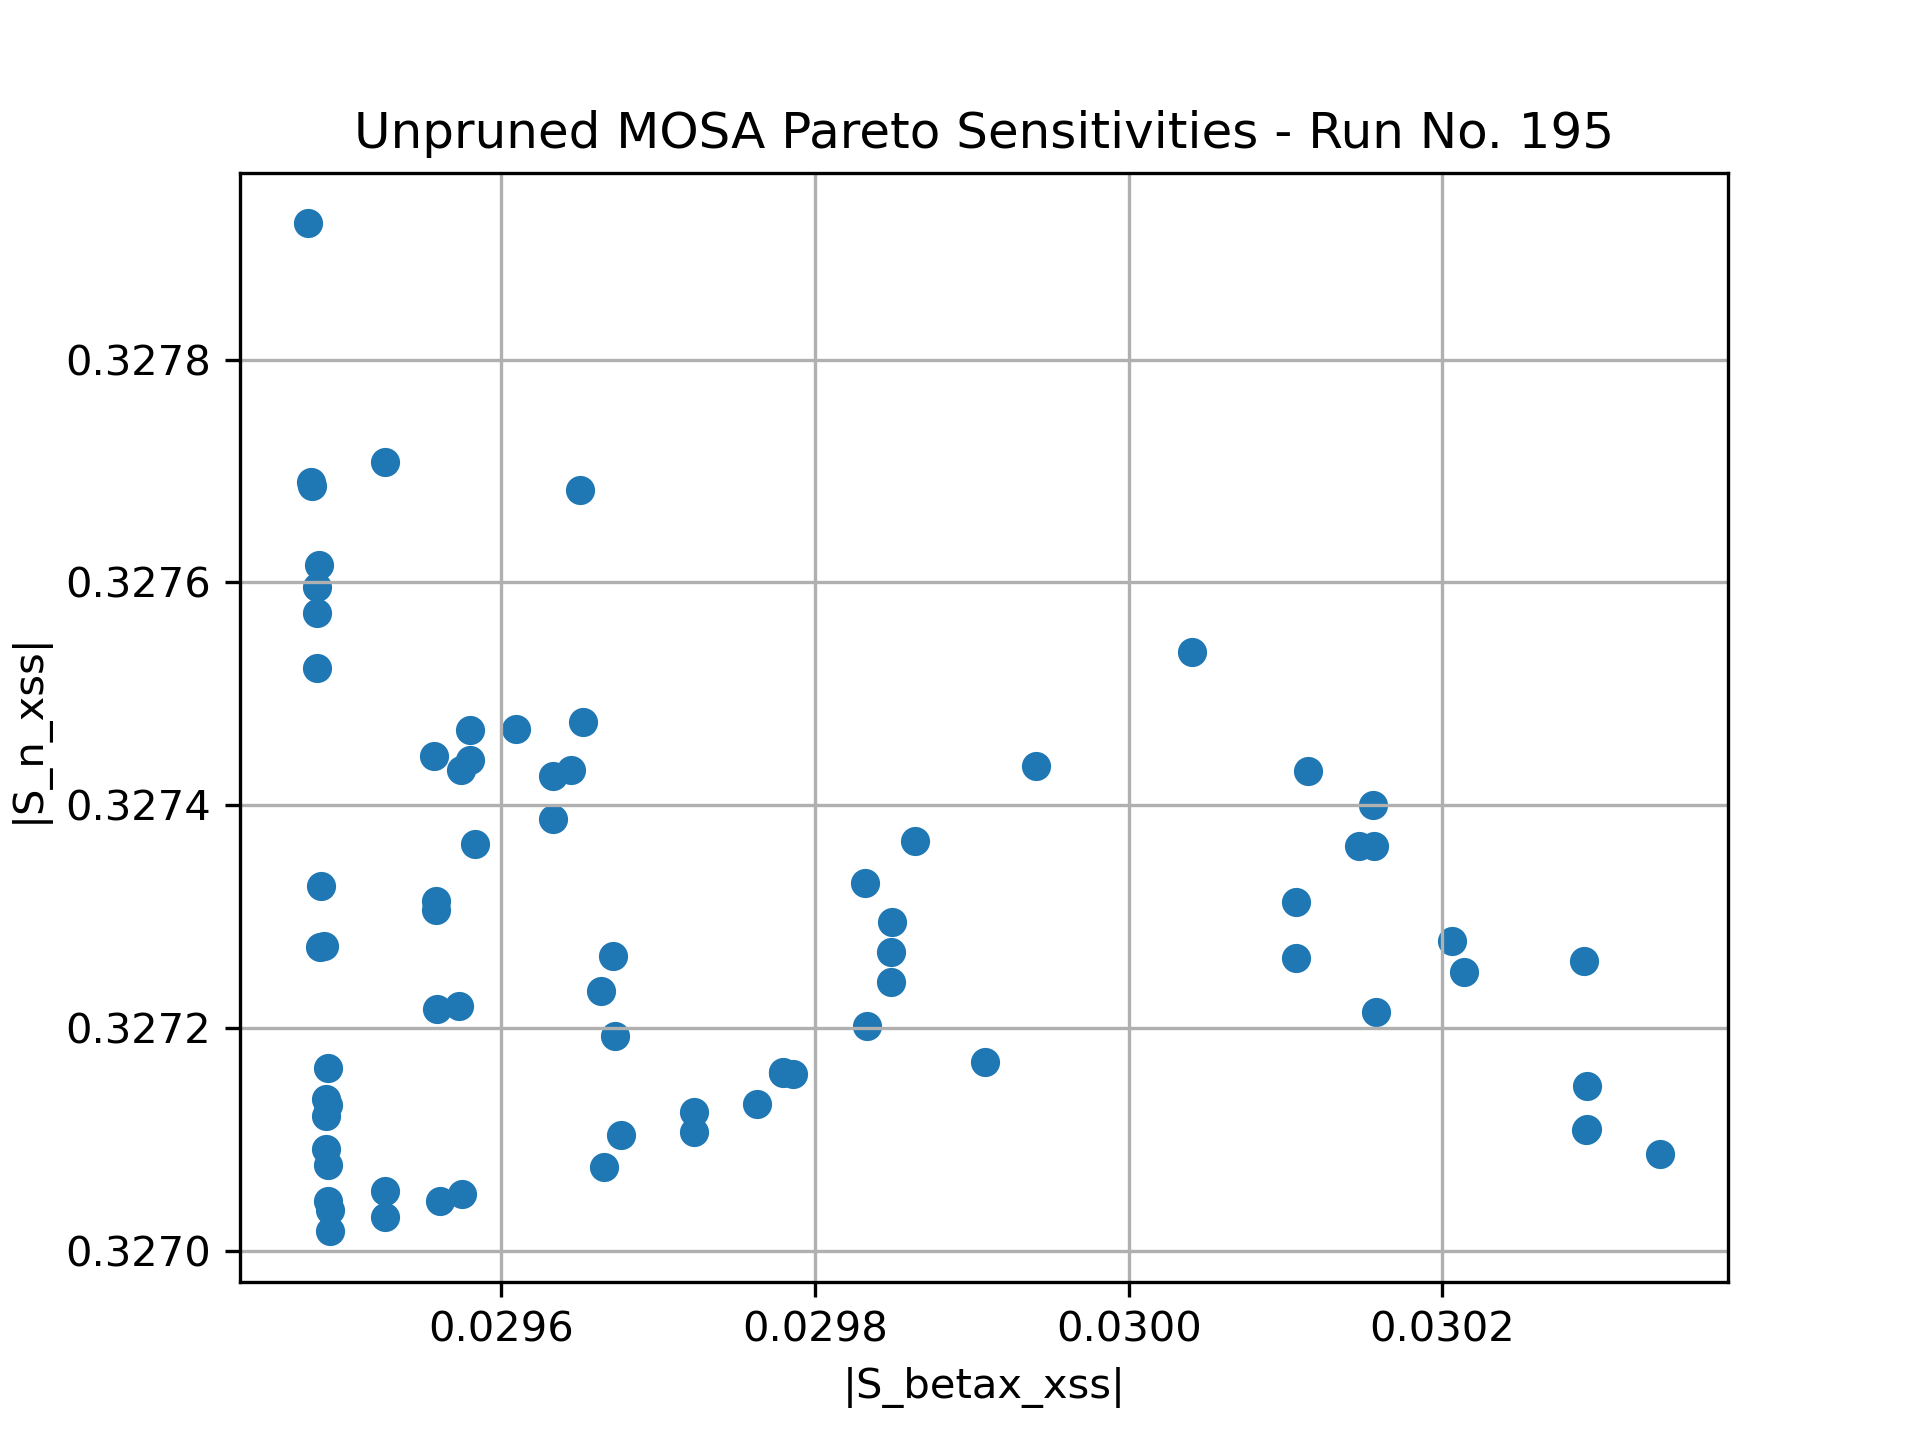 Unpruned MOSA Pareto Sensitivities - Run No. 195
|S_n_xss|
0.3278
0.3276
0.3274
0.3272
0.3270
0.0296 0.0298 0.0300 0.0302
|S_betax_xss|